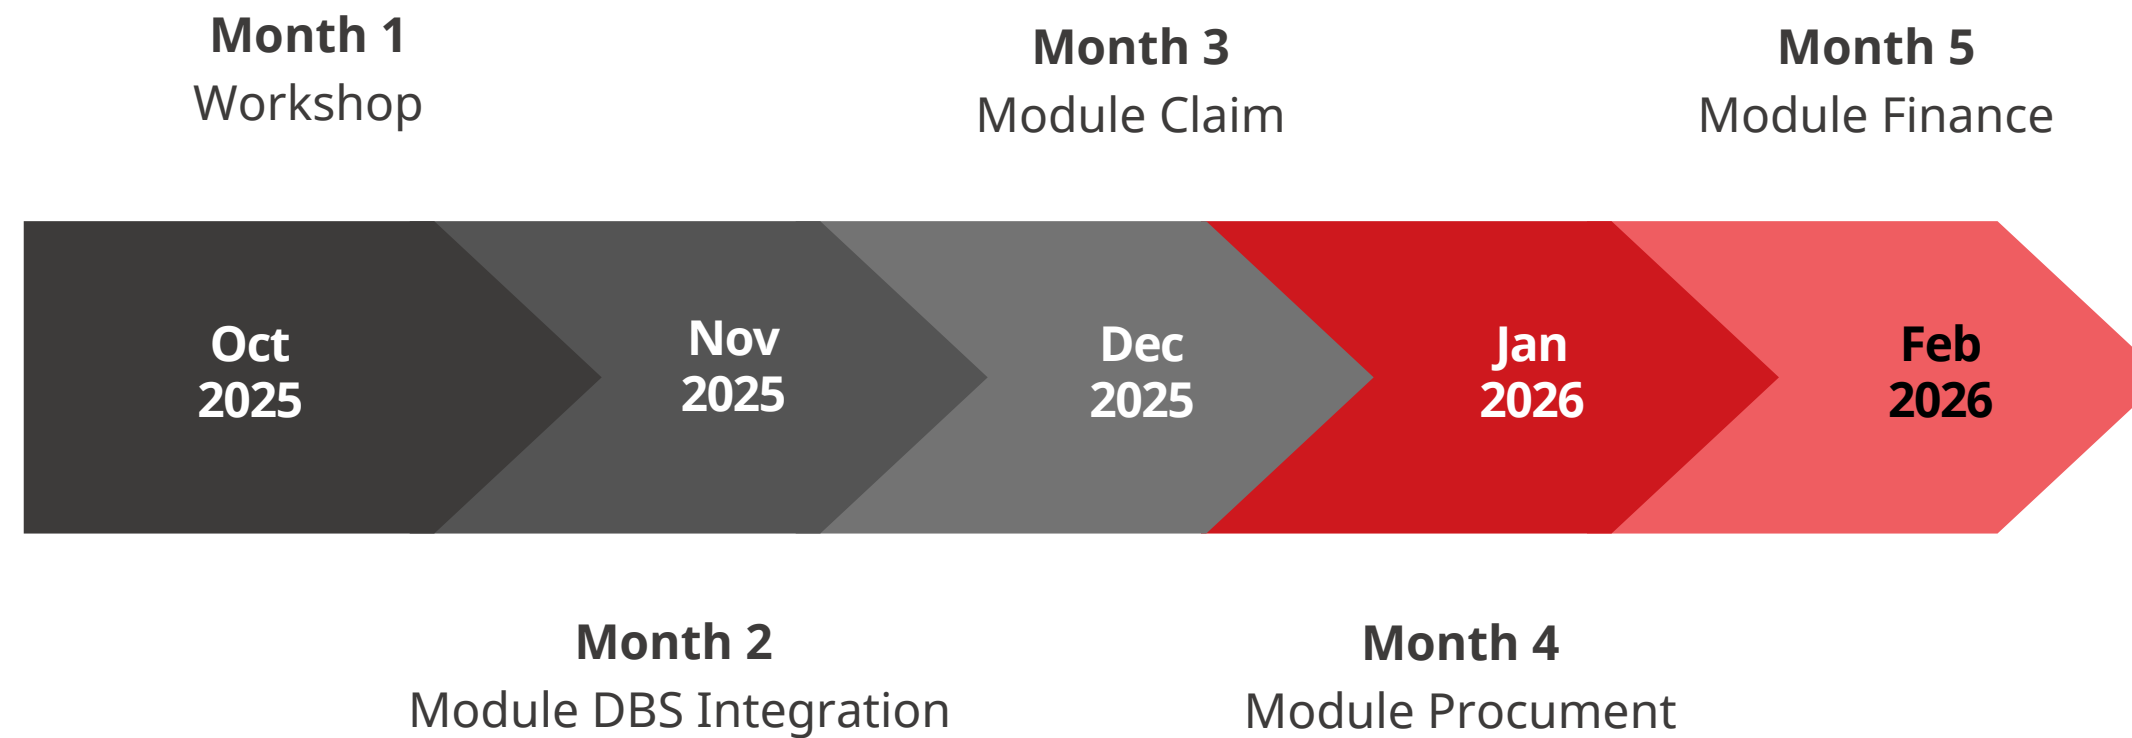 Month 1
Workshop
Month 3
Module Claim
Month 5
Module Finance
Oct
2025
Nov
2025
Dec
2025
Jan
2026
Feb
2026
Month 2
Module DBS Integration
Month 4
Module Procument